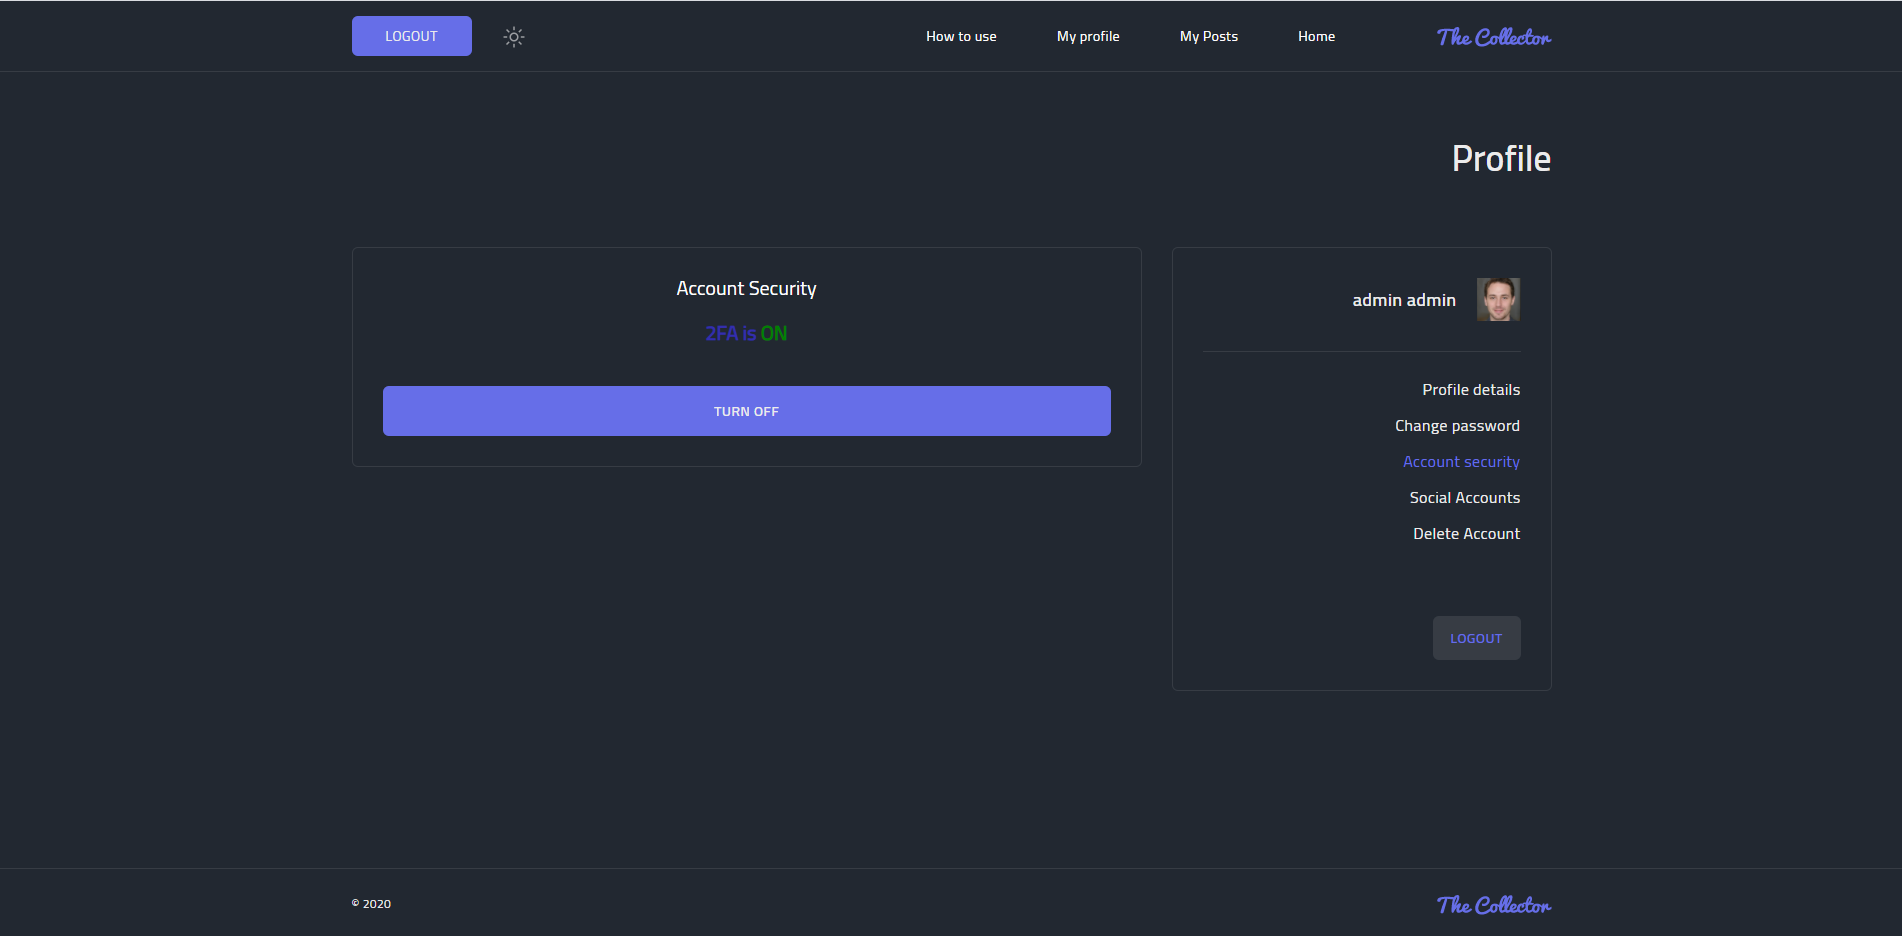 LOGOUT
How to use
My profile
My Posts
Home
The Collector
Profile
Account Security
2FA is ON
TURN OFF
admin admin
Profile details
Change password
Account security
Social Accounts
Delete Account
LOGOUT
© 2020
The Collector